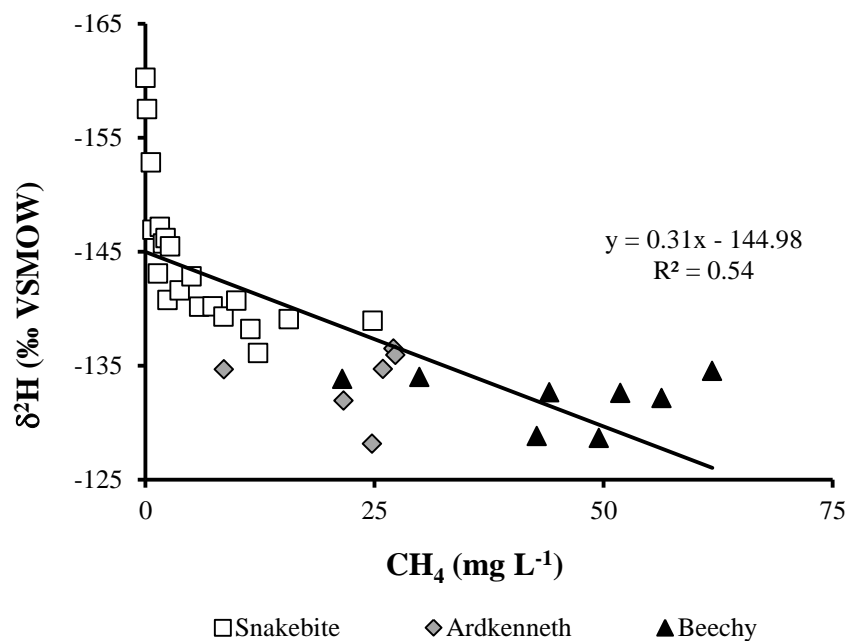 -165
-155
-145
-135
-125
δ²H (‰ VSMOW)
y = 0.31x - 144.98
R² = 0.54
0 25 50 75
CH₄ (mg L⁻¹)
Snakebite Ardkenneth Beechy